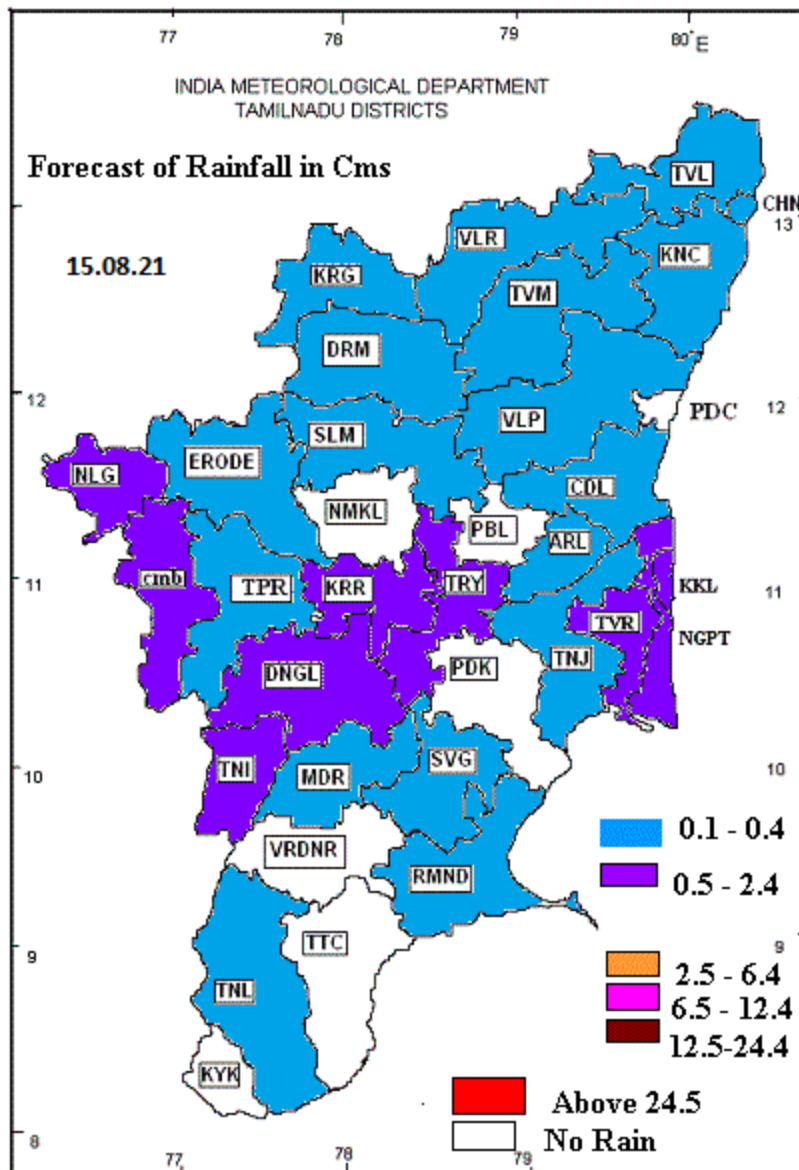 77 78 79 80°E
INDIA METEOROLOGICAL DEPARTMENT
TAMILNADU DISTRICTS
Forecast of Rainfall in Cms
TVL
CHN
13
15.08.21
VLR
KNC
KRG
TVM
DRM
12
VLP
PDC
12
SLM
ERODE
NLG
CDL
NMKL
PBL
ARL
11
cmb
TPR
KRR
TRY
KKL
11
TVR
NGPT
DNGL
PDK
TNJ
10
TNI
MDR
SVG
10
0.1 - 0.4
VRDNR
RMND
0.5 - 2.4
9
TTC
9
TNL
2.5 - 6.4
6.5 - 12.4
12.5-24.4
KYK
Above 24.5
8
No Rain
77 78 79